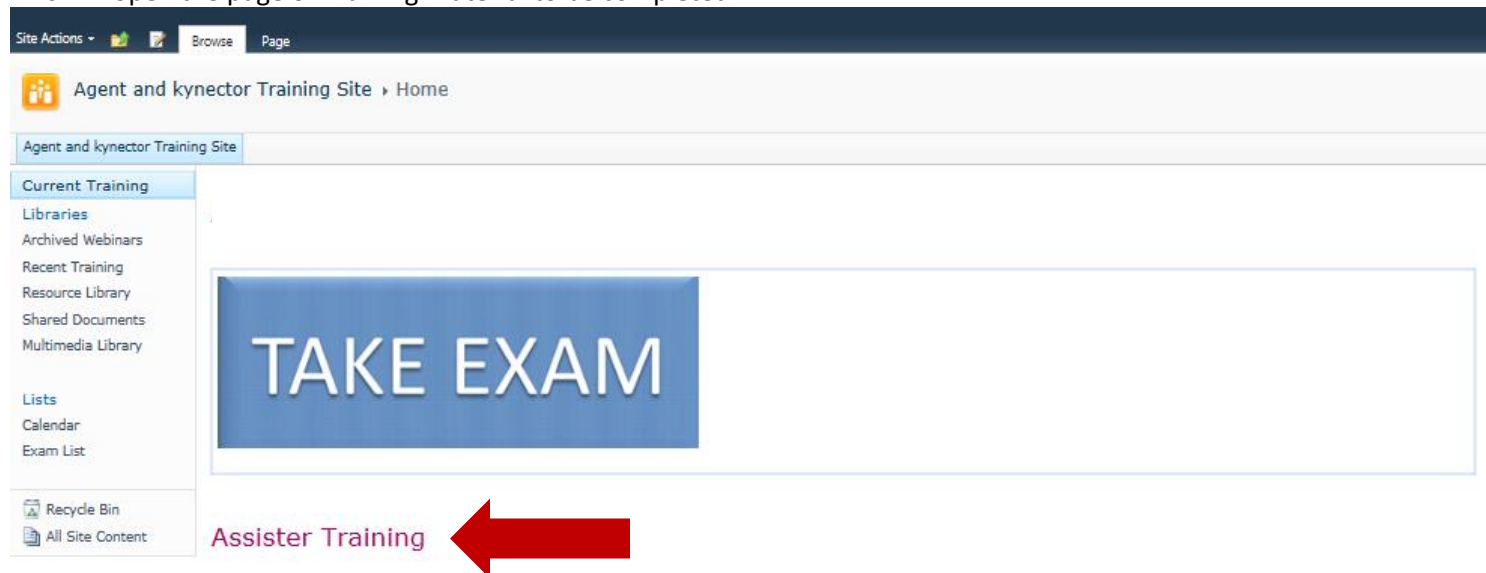 Site Actions Browse Page
Agent and kynector Training Site › Home
Agent and kynector Training Site
Current Training
Libraries
Archived Webinars
Recent Training
Resource Library
Shared Documents
Multimedia Library
Lists
Calendar
Exam List
Recycle Bin
All Site Content
TAKE EXAM
Assister Training